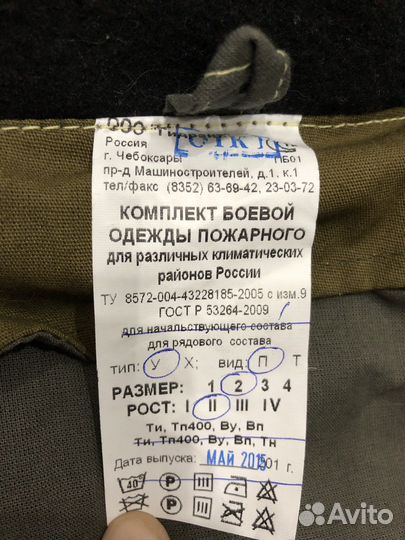 ООО
Россия
г. Чебоксары
пр-д Машиностроителей, д.1, к.1
тел/факс (8352) 63-69-42, 23-03-72
КОМПЛЕКТ БОЕВОЙ
ОДЕЖДЫ ПОЖАРНОГО
для различных климатических
районов России
ТУ 8572-004-43228185-2005 с изм.9
ГОСТ Р 53264-2009
для начальствующего состава
для рядового состава
тип: У Х; вид: П Т
РАЗМЕР: 1 2 3 4
РОСТ: I II III IV
Ти, Тп400, Ву, Вп
Ти, Тп400, Ву, Вп, Тн
Дата выпуска: МАЙ 2015 г.
40 P P
Avito